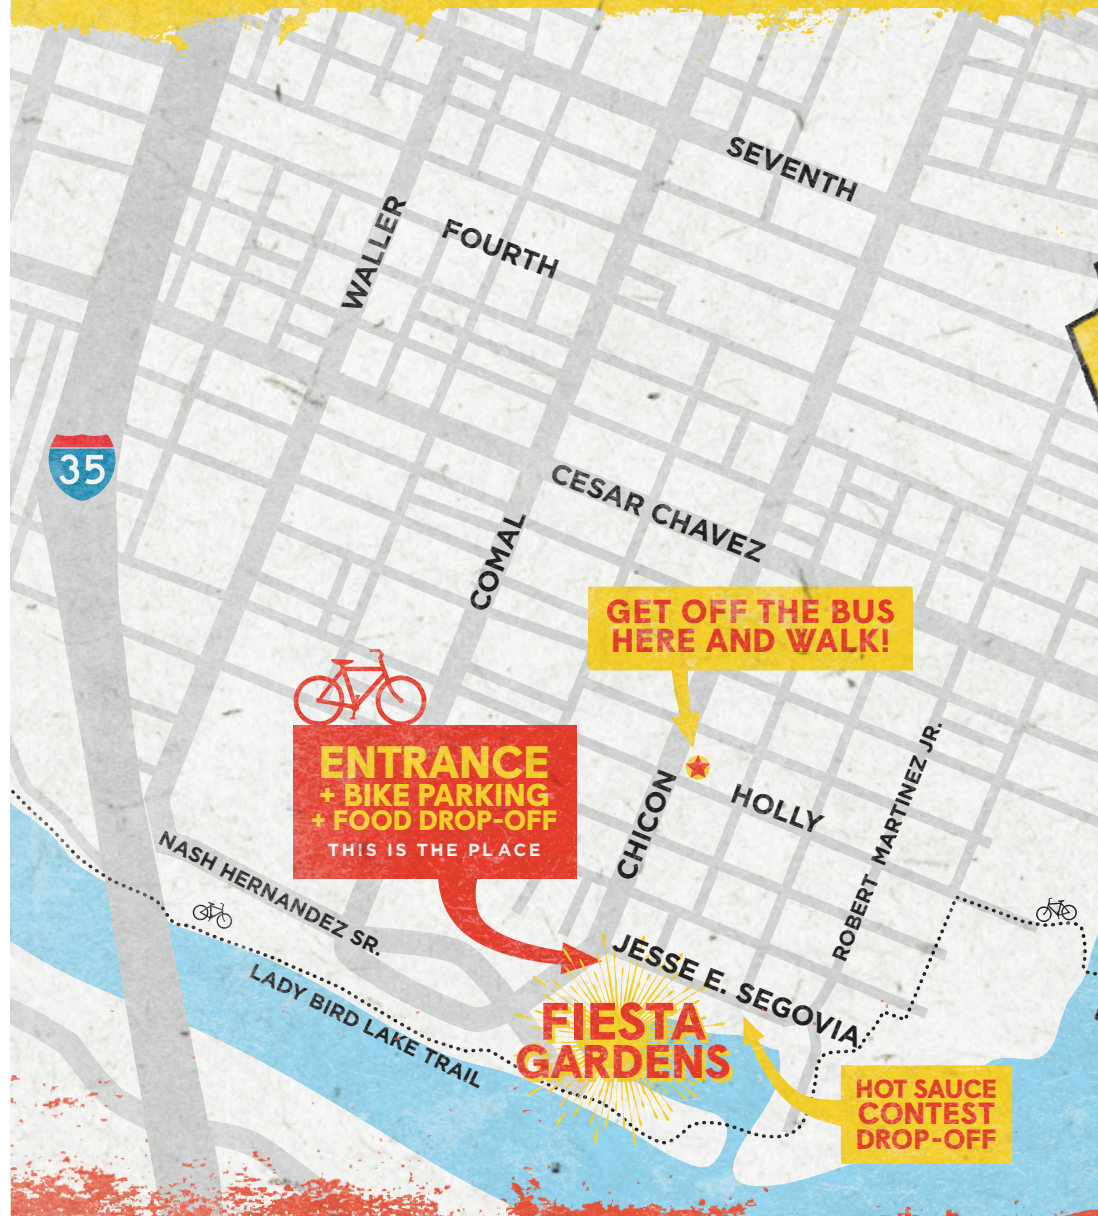 SEVENTH
WALLER
FOURTH
35
CESAR CHAVEZ
COMAL
GET OFF THE BUS
HERE AND WALK!
ENTRANCE
+ BIKE PARKING
+ FOOD DROP-OFF
THIS IS THE PLACE
CHICON
HOLLY
ROBERT MARTINEZ JR.
NASH HERNANDEZ SR.
LADY BIRD LAKE TRAIL
JESSE E. SEGOVIA
FIESTA
GARDENS
HOT SAUCE
CONTEST
DROP-OFF